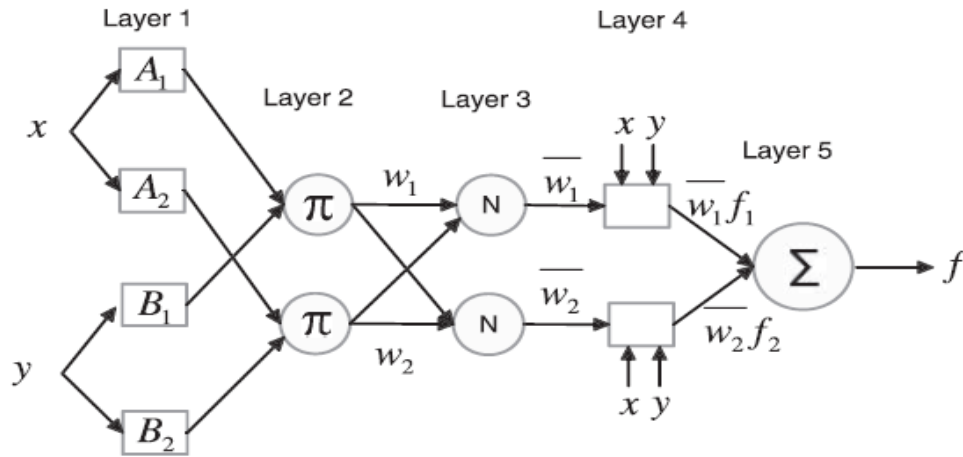 Layer 1
Layer 2
Layer 3
Layer 4
Layer 5
x
y
A₁
A₂
B₁
B₂
π
π
w₁
w₂
N
N
w̅₁
w̅₂
x y
x y
w̅₁f₁
w̅₂f₂
Σ
f